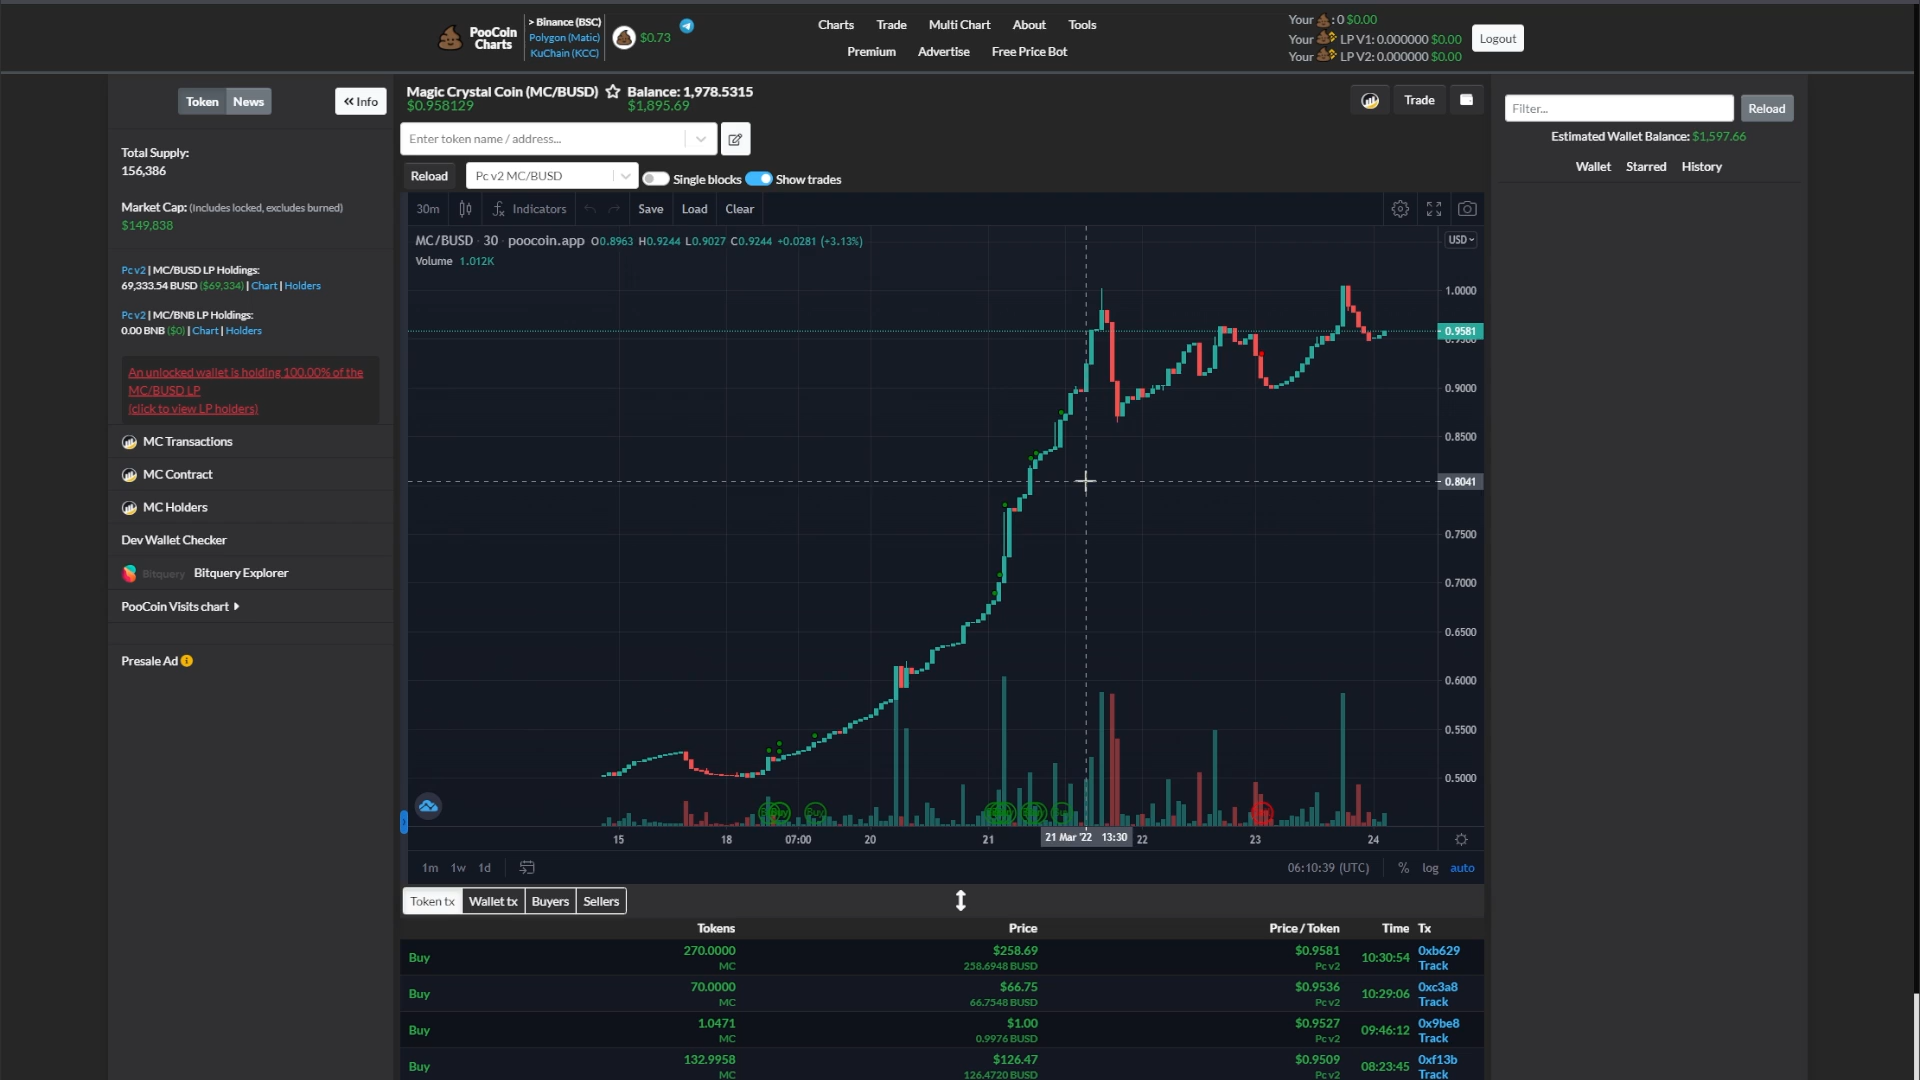 PooCoin
Charts
> Binance (BSC)
Polygon (Matic)
KuChain (KCC)
$0.73
Charts
Trade
Multi Chart
About
Tools
Premium
Advertise
Free Price Bot
Your : 0 $0.00
Your LP V1: 0.000000 $0.00
Your LP V2: 0.000000 $0.00
Logout
Token
News
« Info
Total Supply:
156,386
Market Cap: (Includes locked, excludes burned)
$149,838
Pc v2 | MC/BUSD LP Holdings:
69,333.54 BUSD ($69,334) | Chart | Holders
Pc v2 | MC/BNB LP Holdings:
0.00 BNB ($0) | Chart | Holders
An unlocked wallet is holding 100.00% of the
MC/BUSD LP
(click to view LP holders)
MC Transactions
MC Contract
MC Holders
Dev Wallet Checker
Bitquery Bitquery Explorer
PooCoin Visits chart
Presale Ad
Magic Crystal Coin (MC/BUSD) Balance: 1,978.5315
$0.958129 $1,895.69
Trade
Enter token name / address...
Reload
Pc v2 MC/BUSD
Single blocks
Show trades
30m
Indicators
Save
Load
Clear
MC/BUSD · 30 · poocoin.app O0.8963 H0.9244 L0.9027 C0.9244 +0.0281 (+3.13%)
Volume 1.012K
USD
1.0000
0.9581
0.9500
0.9000
0.8500
0.8041
0.7500
0.7000
0.6500
0.6000
0.5500
0.5000
Buy
Buy
15
18
07:00
20
21
21 Mar '22 13:30
22
23
24
1m 1w 1d
06:10:39 (UTC)
% log auto
Token tx
Wallet tx
Buyers
Sellers
Tokens Price Price / Token Time Tx
Buy 270.0000 $258.69 $0.9581 10:30:54 0xb629
MC 258.6948 BUSD Pc v2 Track
Buy 70.0000 $66.75 $0.9536 10:29:06 0xc3a8
MC 66.7548 BUSD Pc v2 Track
Buy 1.0471 $1.00 $0.9527 09:46:12 0x9be8
MC 0.9976 BUSD Pc v2 Track
Buy 132.9958 $126.47 $0.9509 08:23:45 0xf13b
MC 126.4720 BUSD Pc v2 Track
Filter...
Reload
Estimated Wallet Balance: $1,597.66
Wallet
Starred
History